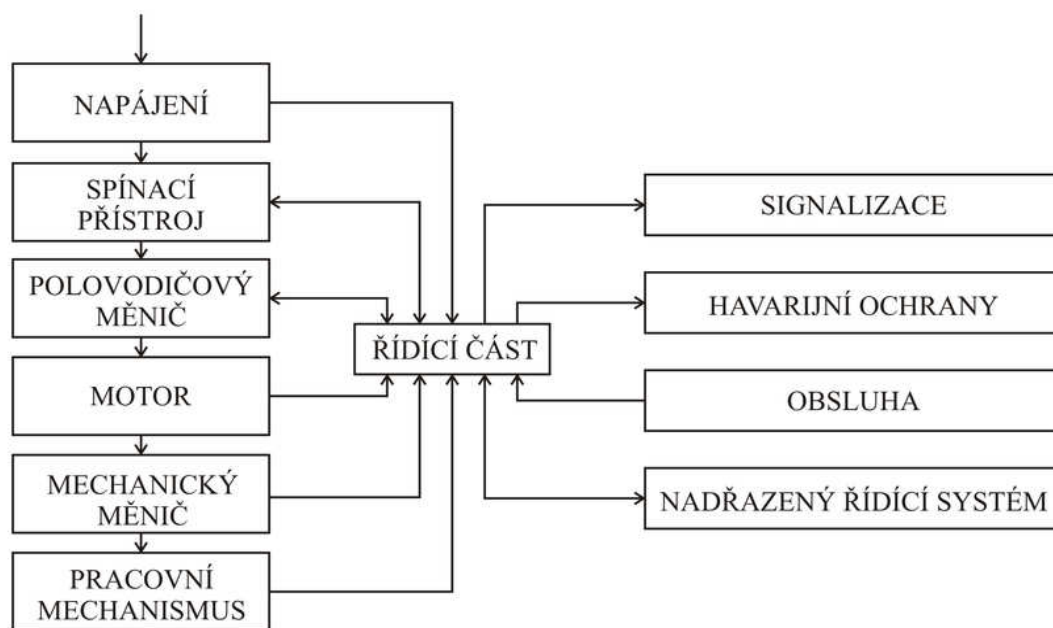 NAPÁJENÍ
SPÍNACÍ
PŘÍSTROJ
POLOVODIČOVÝ
MĚNIČ
MOTOR
MECHANICKÝ
MĚNIČ
PRACOVNÍ
MECHANISMUS
ŘÍDÍCÍ ČÁST
SIGNALIZACE
HAVARIJNÍ OCHRANY
OBSLUHA
NADŘAZENÝ ŘÍDÍCÍ SYSTÉM